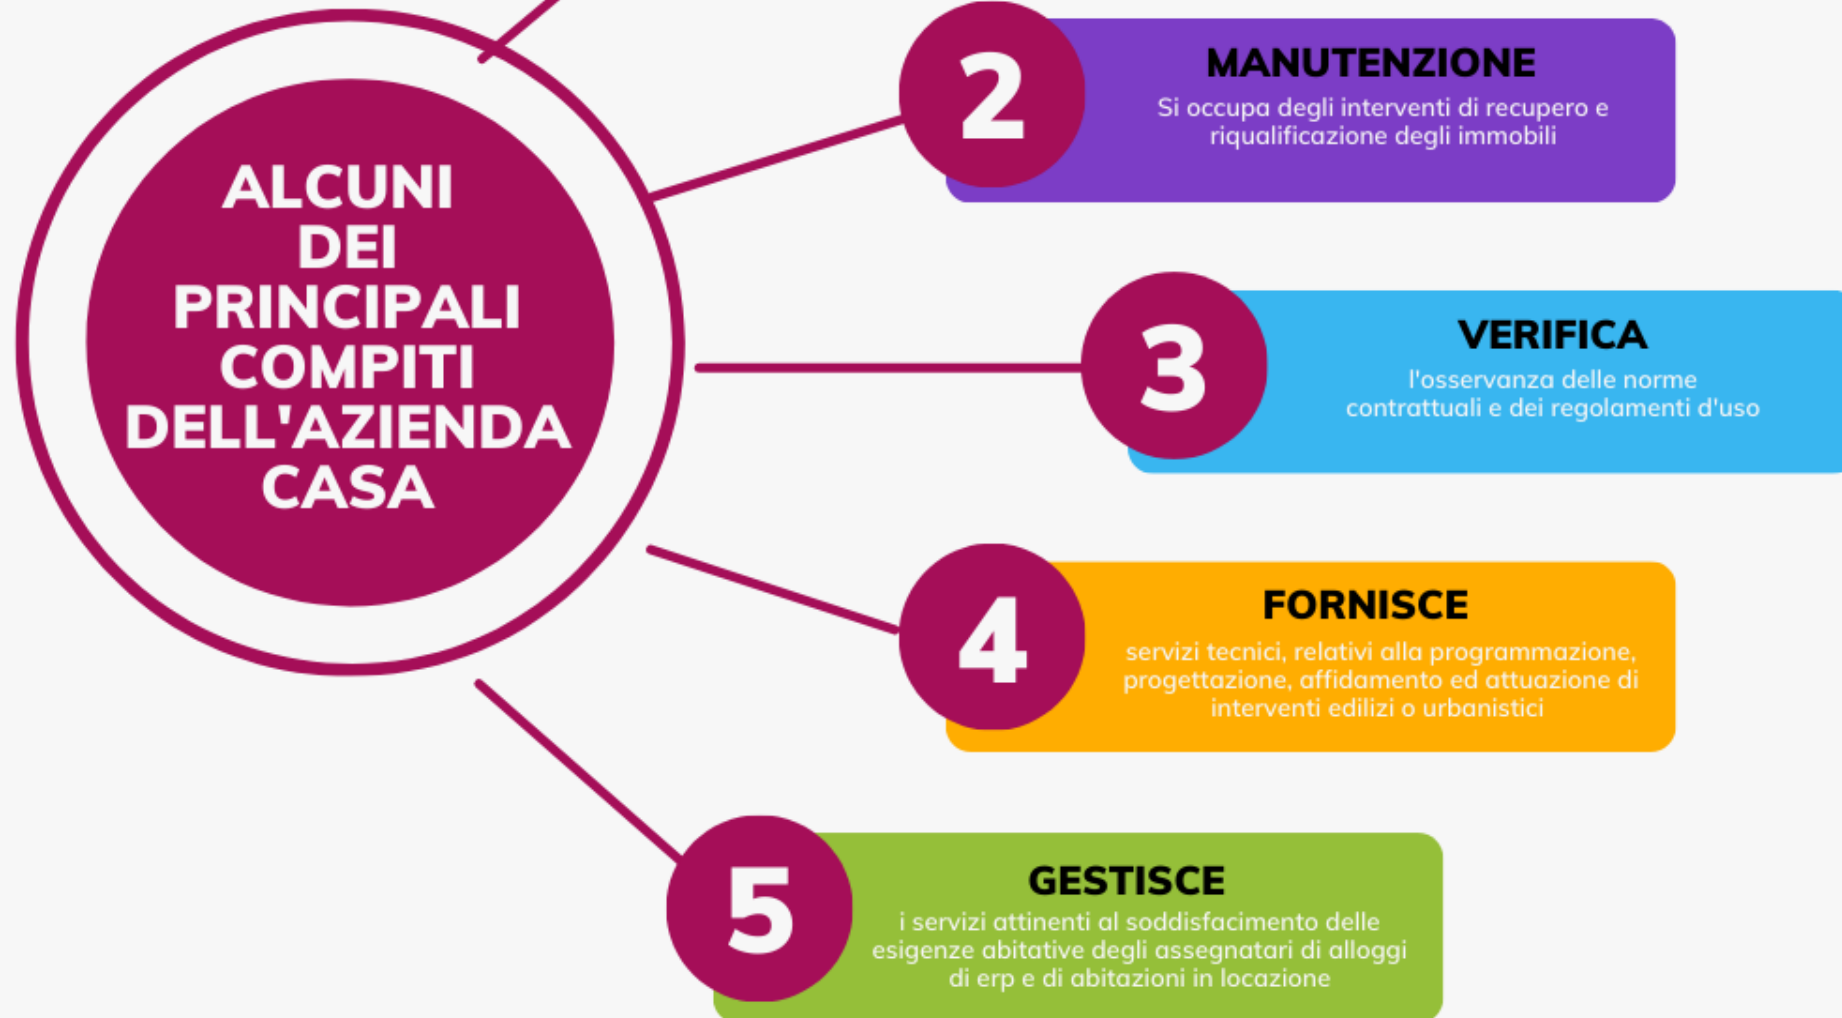 ALCUNI
DEI
PRINCIPALI
COMPITI
DELL'AZIENDA
CASA
2
MANUTENZIONE
Si occupa degli interventi di recupero e
riqualificazione degli immobili
3
VERIFICA
l'osservanza delle norme
contrattuali e dei regolamenti d'uso
4
FORNISCE
servizi tecnici, relativi alla programmazione,
progettazione, affidamento ed attuazione di
interventi edilizi o urbanistici
5
GESTISCE
i servizi attinenti al soddisfacimento delle
esigenze abitative degli assegnatari di alloggi
di erp e di abitazioni in locazione